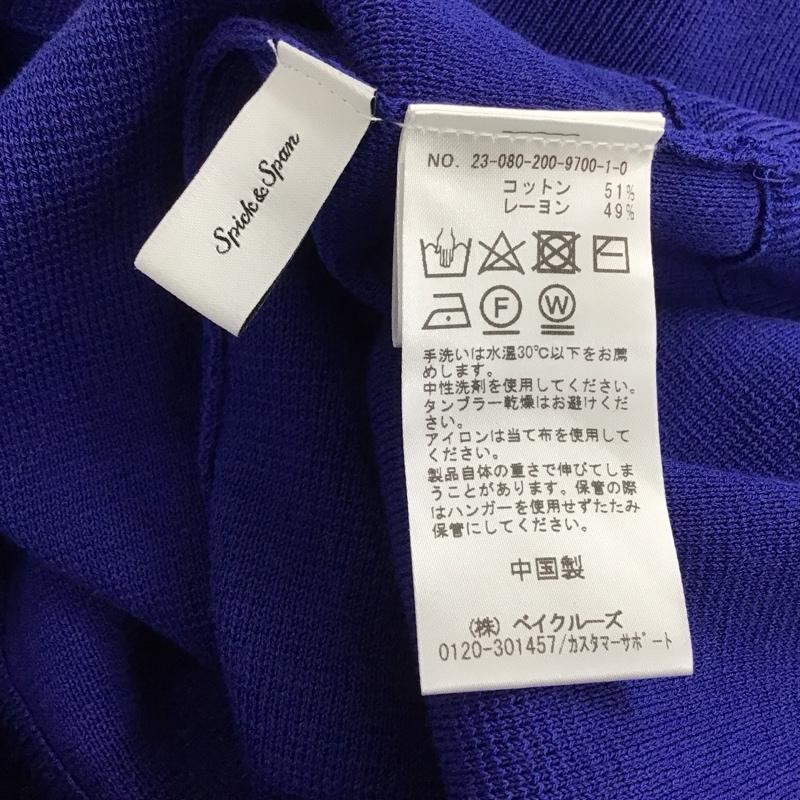 Spick&Span
NO. 23-080-200-9700-1-0
コットン 51%
レーヨン 49%
F
W
手洗いは水温30℃以下をお薦
めします。
中性洗剤を使用してください。
タンブラー乾燥はお避けくだ
さい。
アイロンは当て布を使用して
ください。
製品自体の重さで伸びてしま
うことがあります。保管の際
はハンガーを使用せずたたみ
保管にしてください。
中国製
(株) ベイクルーズ
0120-301457/カスタマーサポート